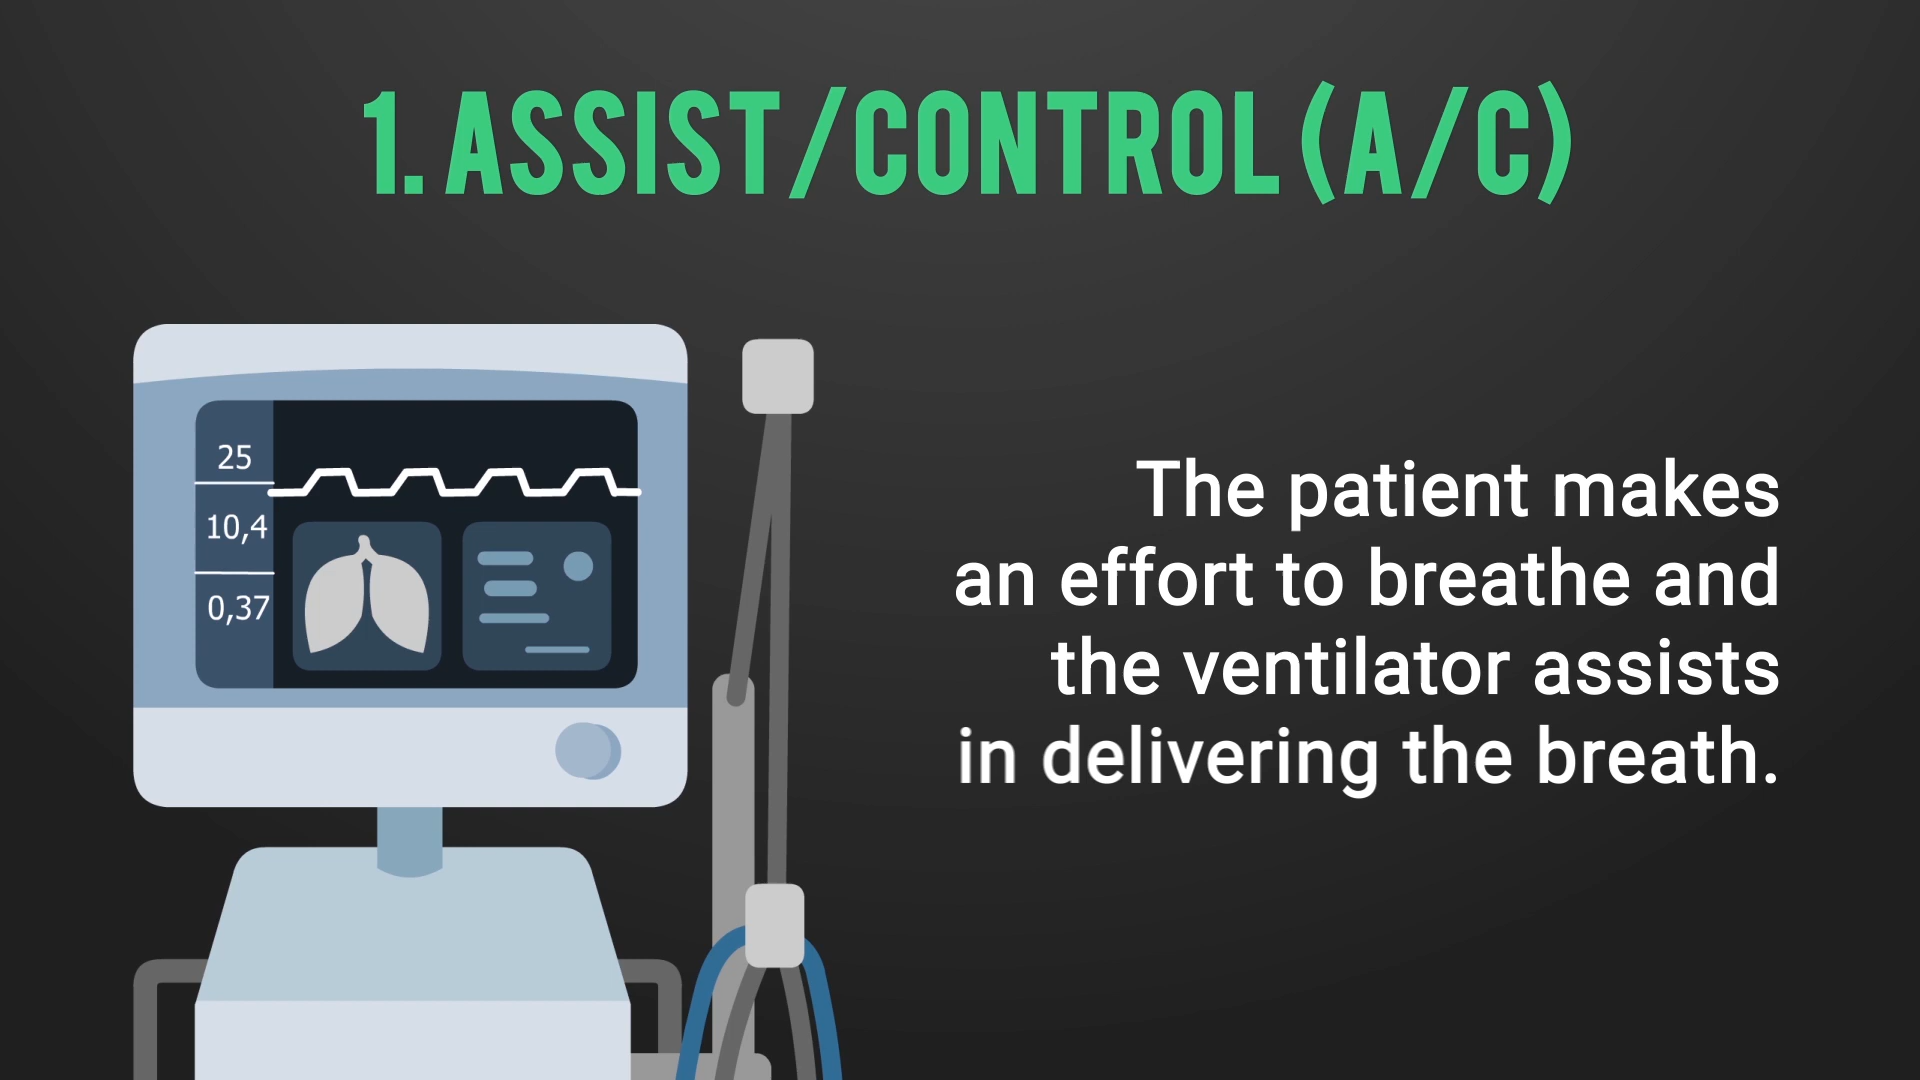 1. ASSIST/CONTROL (A/C)
25
10,4
0,37
The patient makes
an effort to breathe and
the ventilator assists
in delivering the breath.